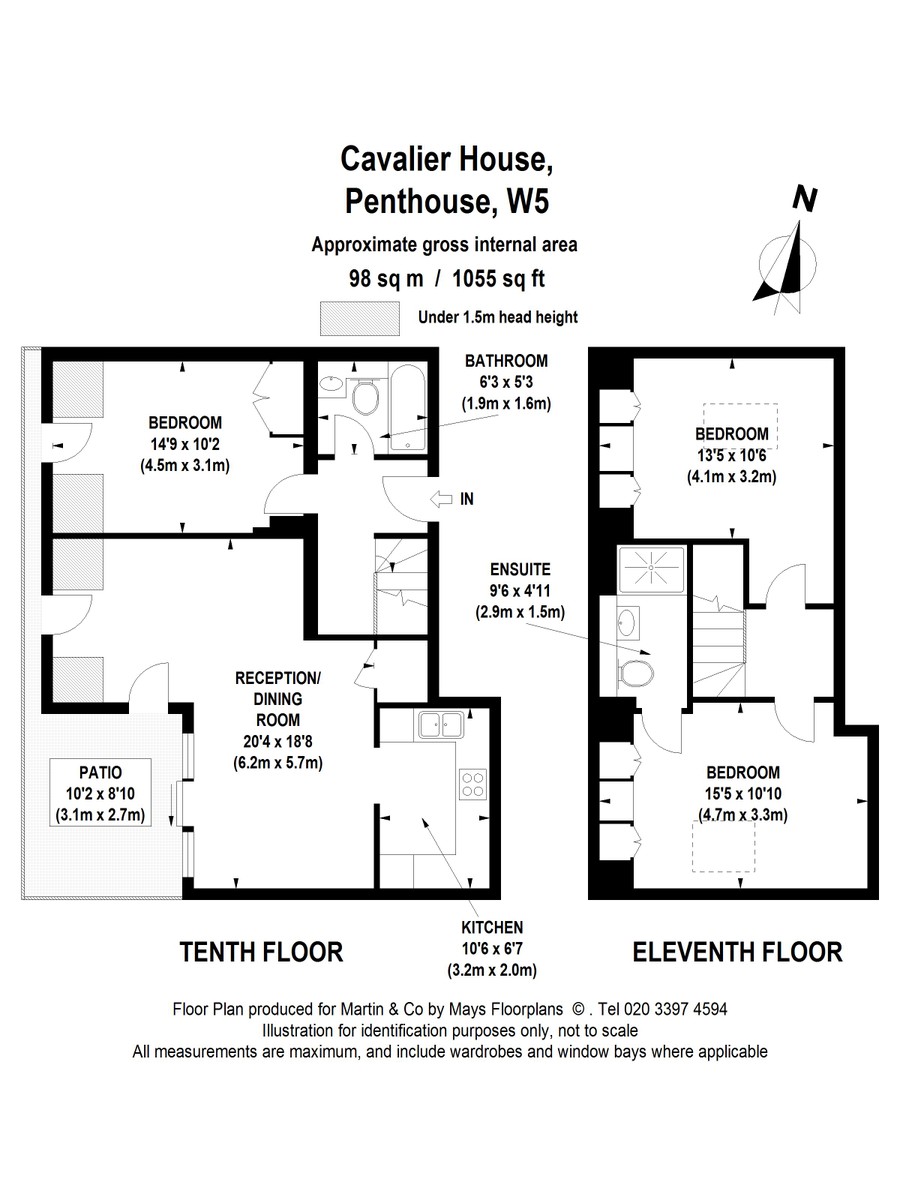 Cavalier House,
Penthouse, W5
Approximate gross internal area
98 sq m / 1055 sq ft
Under 1.5m head height
N
BATHROOM
6'3 x 5'3
(1.9m x 1.6m)
BEDROOM
14'9 x 10'2
(4.5m x 3.1m)
IN
BEDROOM
13'5 x 10'6
(4.1m x 3.2m)
ENSUITE
9'6 x 4'11
(2.9m x 1.5m)
RECEPTION/
DINING
ROOM
20'4 x 18'8
(6.2m x 5.7m)
PATIO
10'2 x 8'10
(3.1m x 2.7m)
BEDROOM
15'5 x 10'10
(4.7m x 3.3m)
KITCHEN
10'6 x 6'7
(3.2m x 2.0m)
TENTH FLOOR
ELEVENTH FLOOR
Floor Plan produced for Martin & Co by Mays Floorplans © . Tel 020 3397 4594
Illustration for identification purposes only, not to scale
All measurements are maximum, and include wardrobes and window bays where applicable